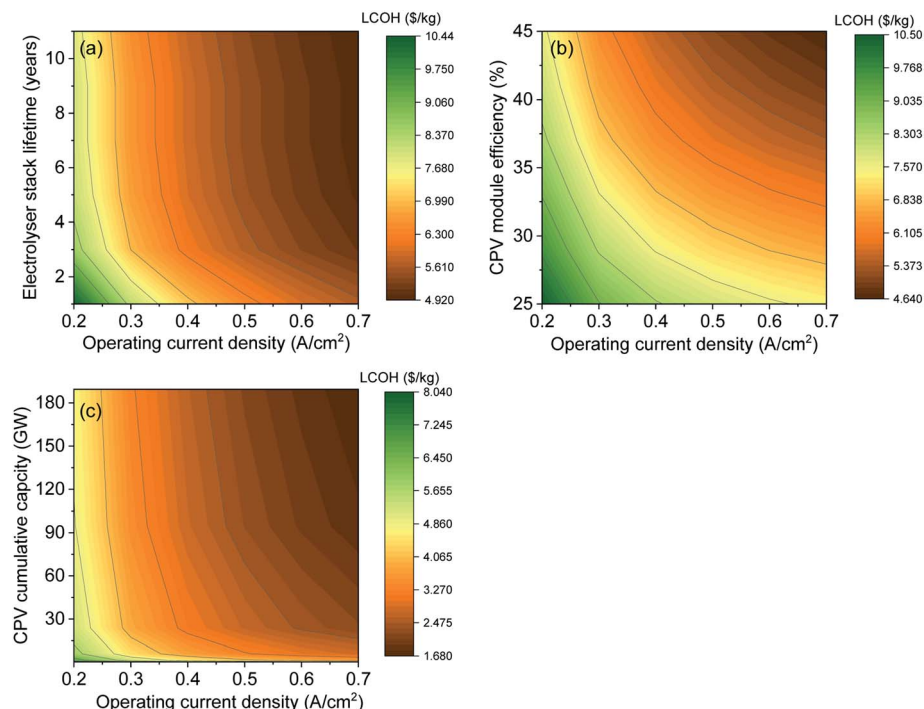 LCOH ($/kg)
(a)
10
8
6
4
2
Electrolyser stack lifetime (years)
0.2 0.3 0.4 0.5 0.6 0.7
Operating current density (A/cm²)
10.44
9.750
9.060
8.370
7.680
6.990
6.300
5.610
4.920
LCOH ($/kg)
(b)
45
40
35
30
25
CPV module efficiency (%)
0.2 0.3 0.4 0.5 0.6 0.7
Operating current density (A/cm²)
10.50
9.768
9.035
8.303
7.570
6.838
6.105
5.373
4.640
LCOH ($/kg)
(c)
180
150
120
90
60
30
CPV cumulative capcity (GW)
0.2 0.3 0.4 0.5 0.6 0.7
Operating current density (A/cm²)
8.040
7.245
6.450
5.655
4.860
4.065
3.270
2.475
1.680